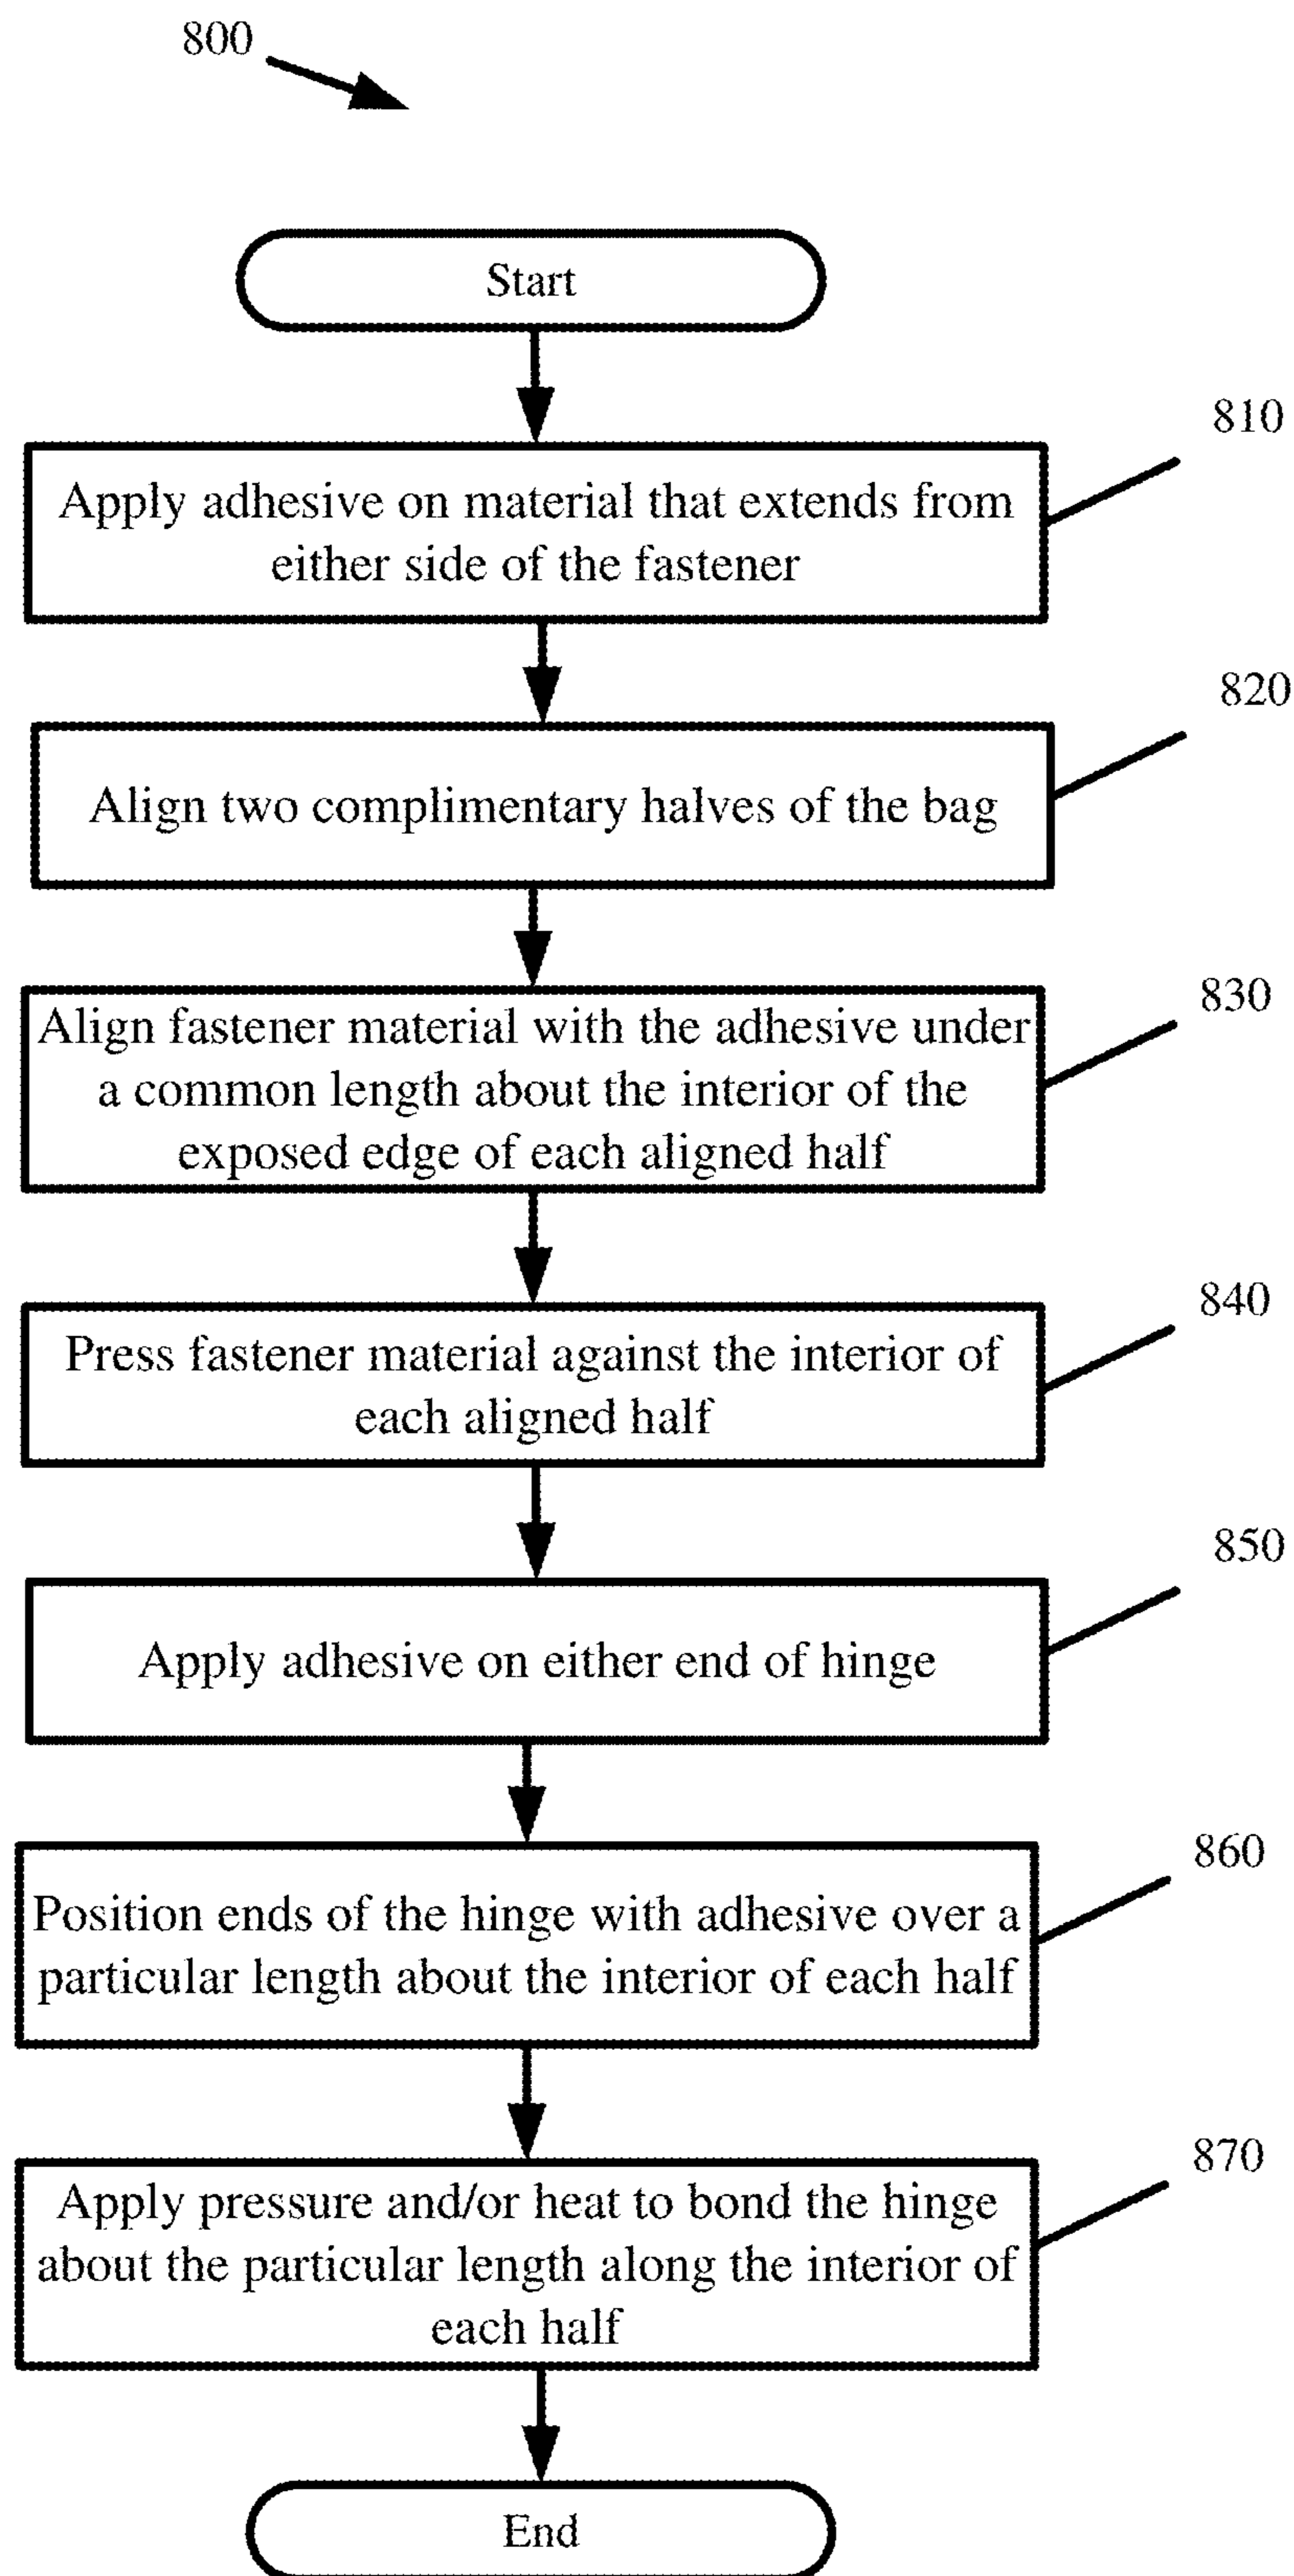 800
Start
810
Apply adhesive on material that extends from
either side of the fastener
820
Align two complimentary halves of the bag
830
Align fastener material with the adhesive under
a common length about the interior of the
exposed edge of each aligned half
840
Press fastener material against the interior of
each aligned half
850
Apply adhesive on either end of hinge
860
Position ends of the hinge with adhesive over a
particular length about the interior of each half
870
Apply pressure and/or heat to bond the hinge
about the particular length along the interior of
each half
End